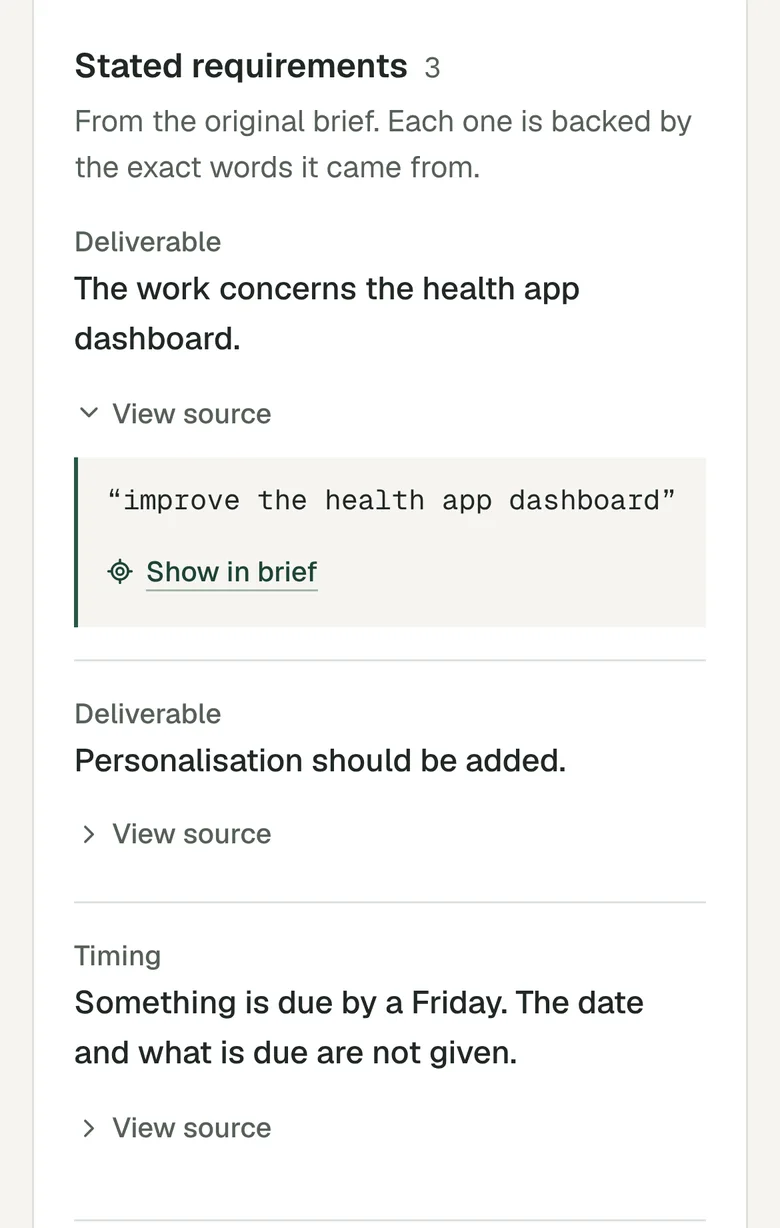 Stated requirements 3
From the original brief. Each one is backed by
the exact words it came from.
Deliverable
The work concerns the health app
dashboard.
View source
“improve the health app dashboard”
Show in brief
Deliverable
Personalisation should be added.
View source
Timing
Something is due by a Friday. The date
and what is due are not given.
View source